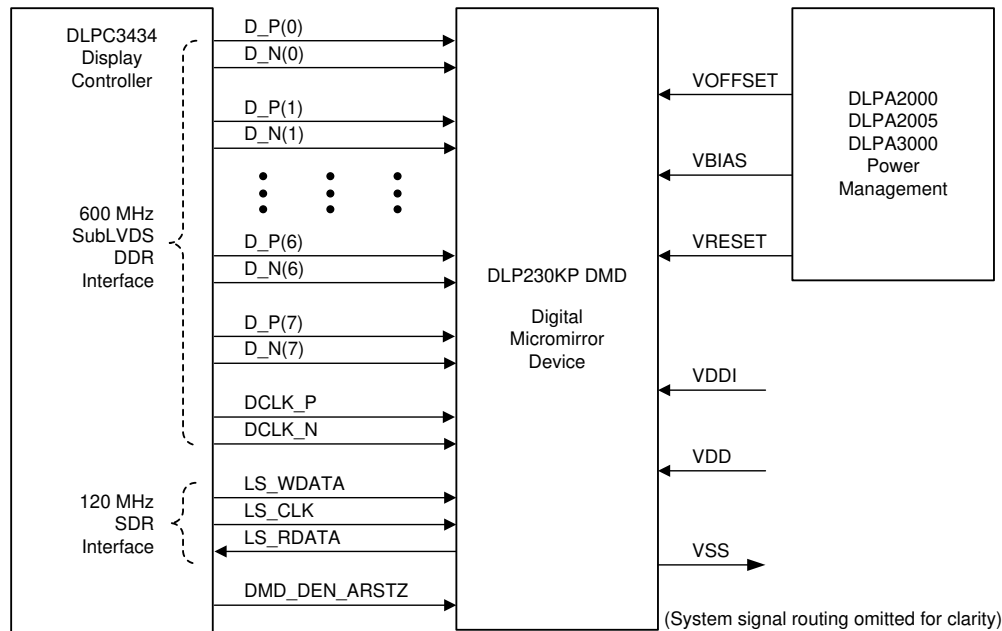 DLPC3434
Display
Controller
600 MHz
SubLVDS
DDR
Interface
120 MHz
SDR
Interface
D_P(0)
D_N(0)
D_P(1)
D_N(1)
D_P(6)
D_N(6)
D_P(7)
D_N(7)
DCLK_P
DCLK_N
LS_WDATA
LS_CLK
LS_RDATA
DMD_DEN_ARSTZ
DLP230KP DMD
Digital
Micromirror
Device
VOFFSET
VBIAS
VRESET
VDDI
VDD
VSS
DLPA2000
DLPA2005
DLPA3000
Power
Management
(System signal routing omitted for clarity)